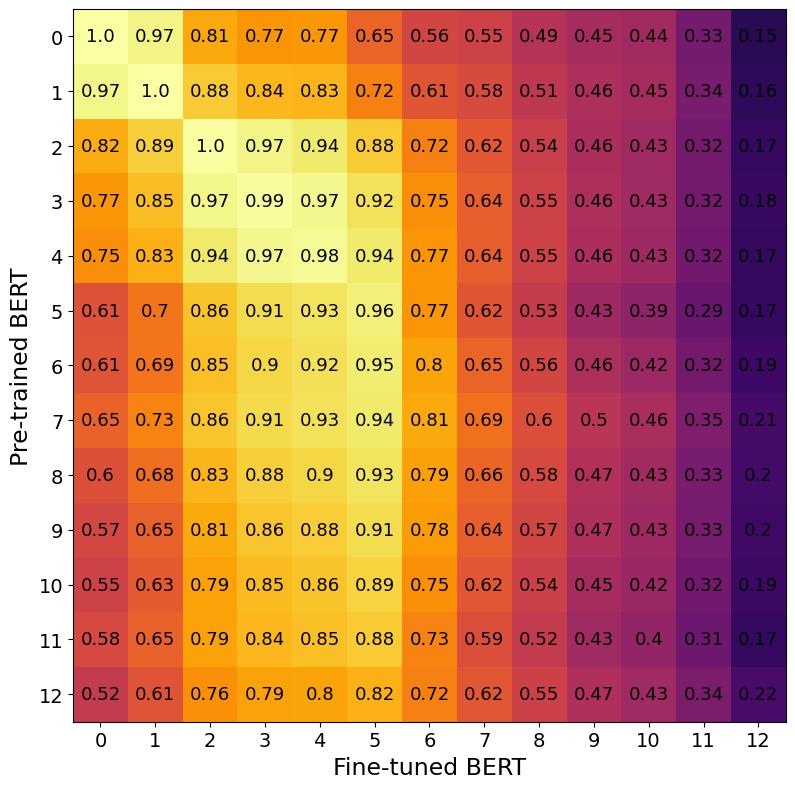 0 1.0 0.97 0.81 0.77 0.77 0.65 0.56 0.55 0.49 0.45 0.44 0.33 0.15
1 0.97 1.0 0.88 0.84 0.83 0.72 0.61 0.58 0.51 0.46 0.45 0.34 0.16
2 0.82 0.89 1.0 0.97 0.94 0.88 0.72 0.62 0.54 0.46 0.43 0.32 0.17
3 0.77 0.85 0.97 0.99 0.97 0.92 0.75 0.64 0.55 0.46 0.43 0.32 0.18
4 0.75 0.83 0.94 0.97 0.98 0.94 0.77 0.64 0.55 0.46 0.43 0.32 0.17
5 0.61 0.7 0.86 0.91 0.93 0.96 0.77 0.62 0.53 0.43 0.39 0.29 0.17
6 0.61 0.69 0.85 0.9 0.92 0.95 0.8 0.65 0.56 0.46 0.42 0.32 0.19
7 0.65 0.73 0.86 0.91 0.93 0.94 0.81 0.69 0.6 0.5 0.46 0.35 0.21
8 0.6 0.68 0.83 0.88 0.9 0.93 0.79 0.66 0.58 0.47 0.43 0.33 0.2
9 0.57 0.65 0.81 0.86 0.88 0.91 0.78 0.64 0.57 0.47 0.43 0.33 0.2
10 0.55 0.63 0.79 0.85 0.86 0.89 0.75 0.62 0.54 0.45 0.42 0.32 0.19
11 0.58 0.65 0.79 0.84 0.85 0.88 0.73 0.59 0.52 0.43 0.4 0.31 0.17
12 0.52 0.61 0.76 0.79 0.8 0.82 0.72 0.62 0.55 0.47 0.43 0.34 0.22
0 1 2 3 4 5 6 7 8 9 10 11 12
Fine-tuned BERT
Pre-trained BERT